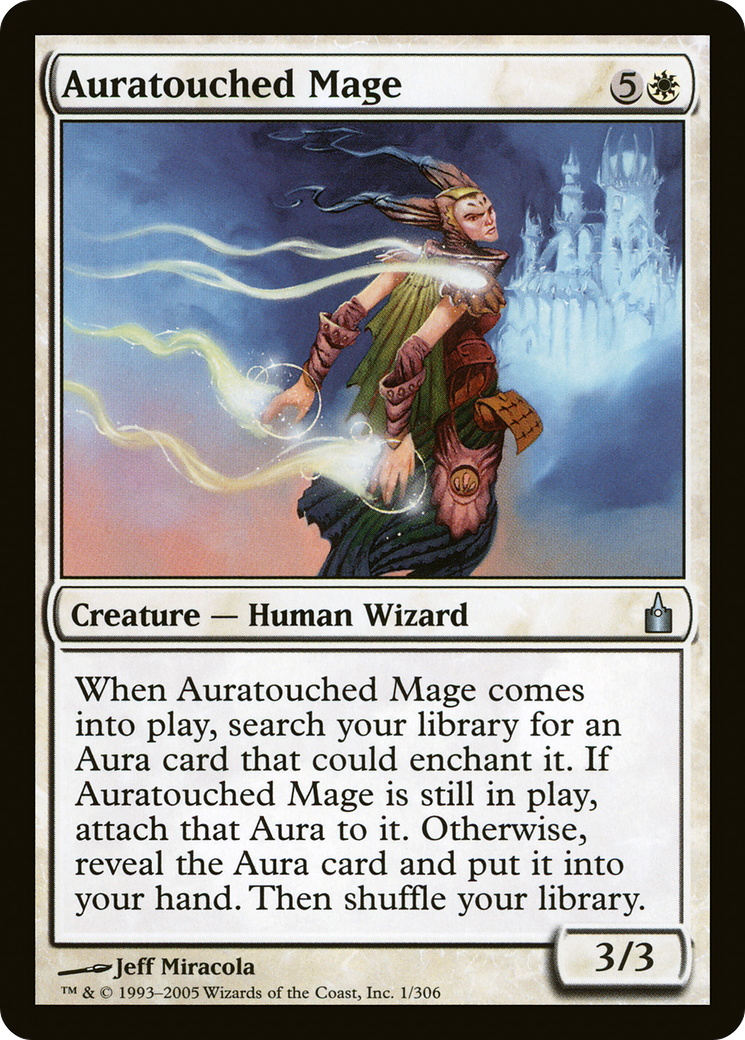 Auratouched Mage 5
Creature — Human Wizard
When Auratouched Mage comes
into play, search your library for an
Aura card that could enchant it. If
Auratouched Mage is still in play,
attach that Aura to it. Otherwise,
reveal the Aura card and put it into
your hand. Then shuffle your library.
3/3
Jeff Miracola
™ & © 1993–2005 Wizards of the Coast, Inc. 1/306